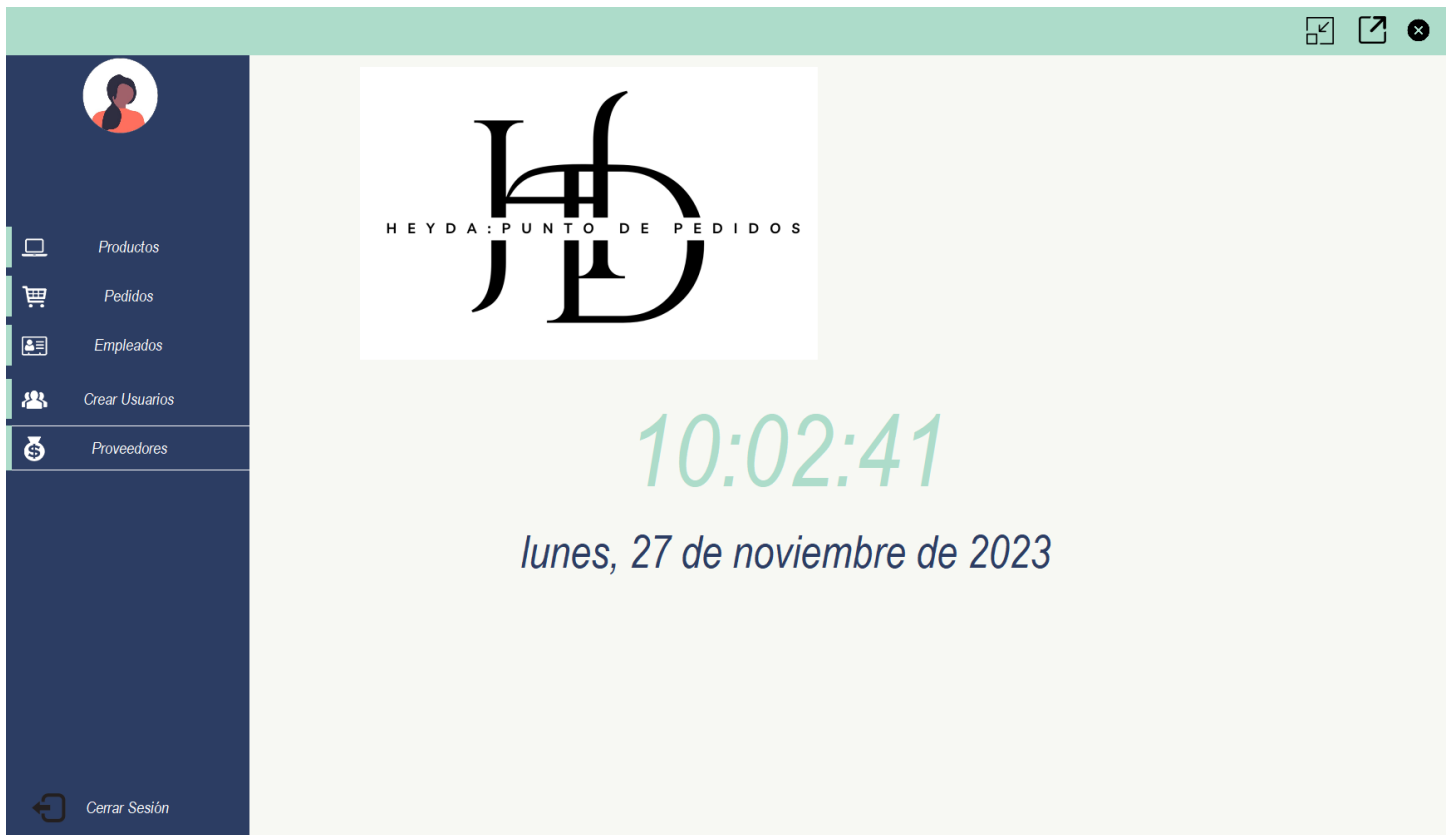 HEYDA:PUNTO DE PEDIDOS
Productos
Pedidos
Empleados
Crear Usuarios
Proveedores
10:02:41
lunes, 27 de noviembre de 2023
Cerrar Sesión